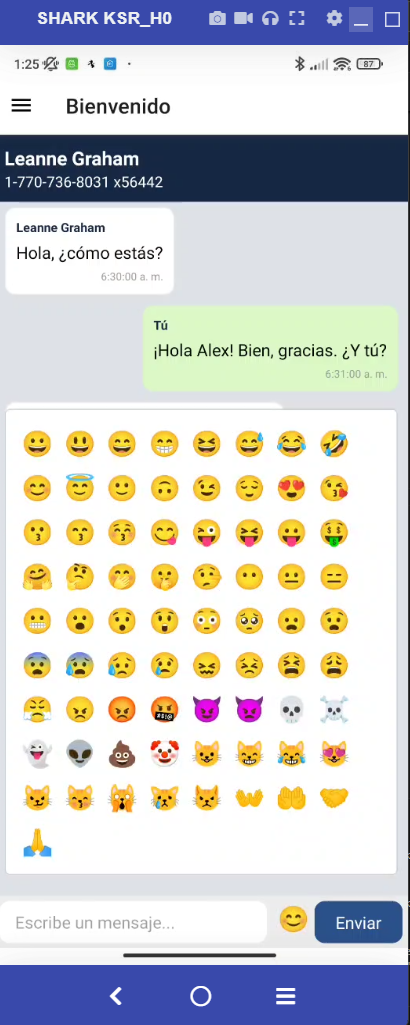 SHARK KSR_H0
1:25
87
Bienvenido
Leanne Graham
1-770-736-8031 x56442
Leanne Graham
Hola, ¿cómo estás?
6:30:00 a. m.
Tú
¡Hola Alex! Bien, gracias. ¿Y tú?
6:31:00 a. m.
Escribe un mensaje...
Enviar